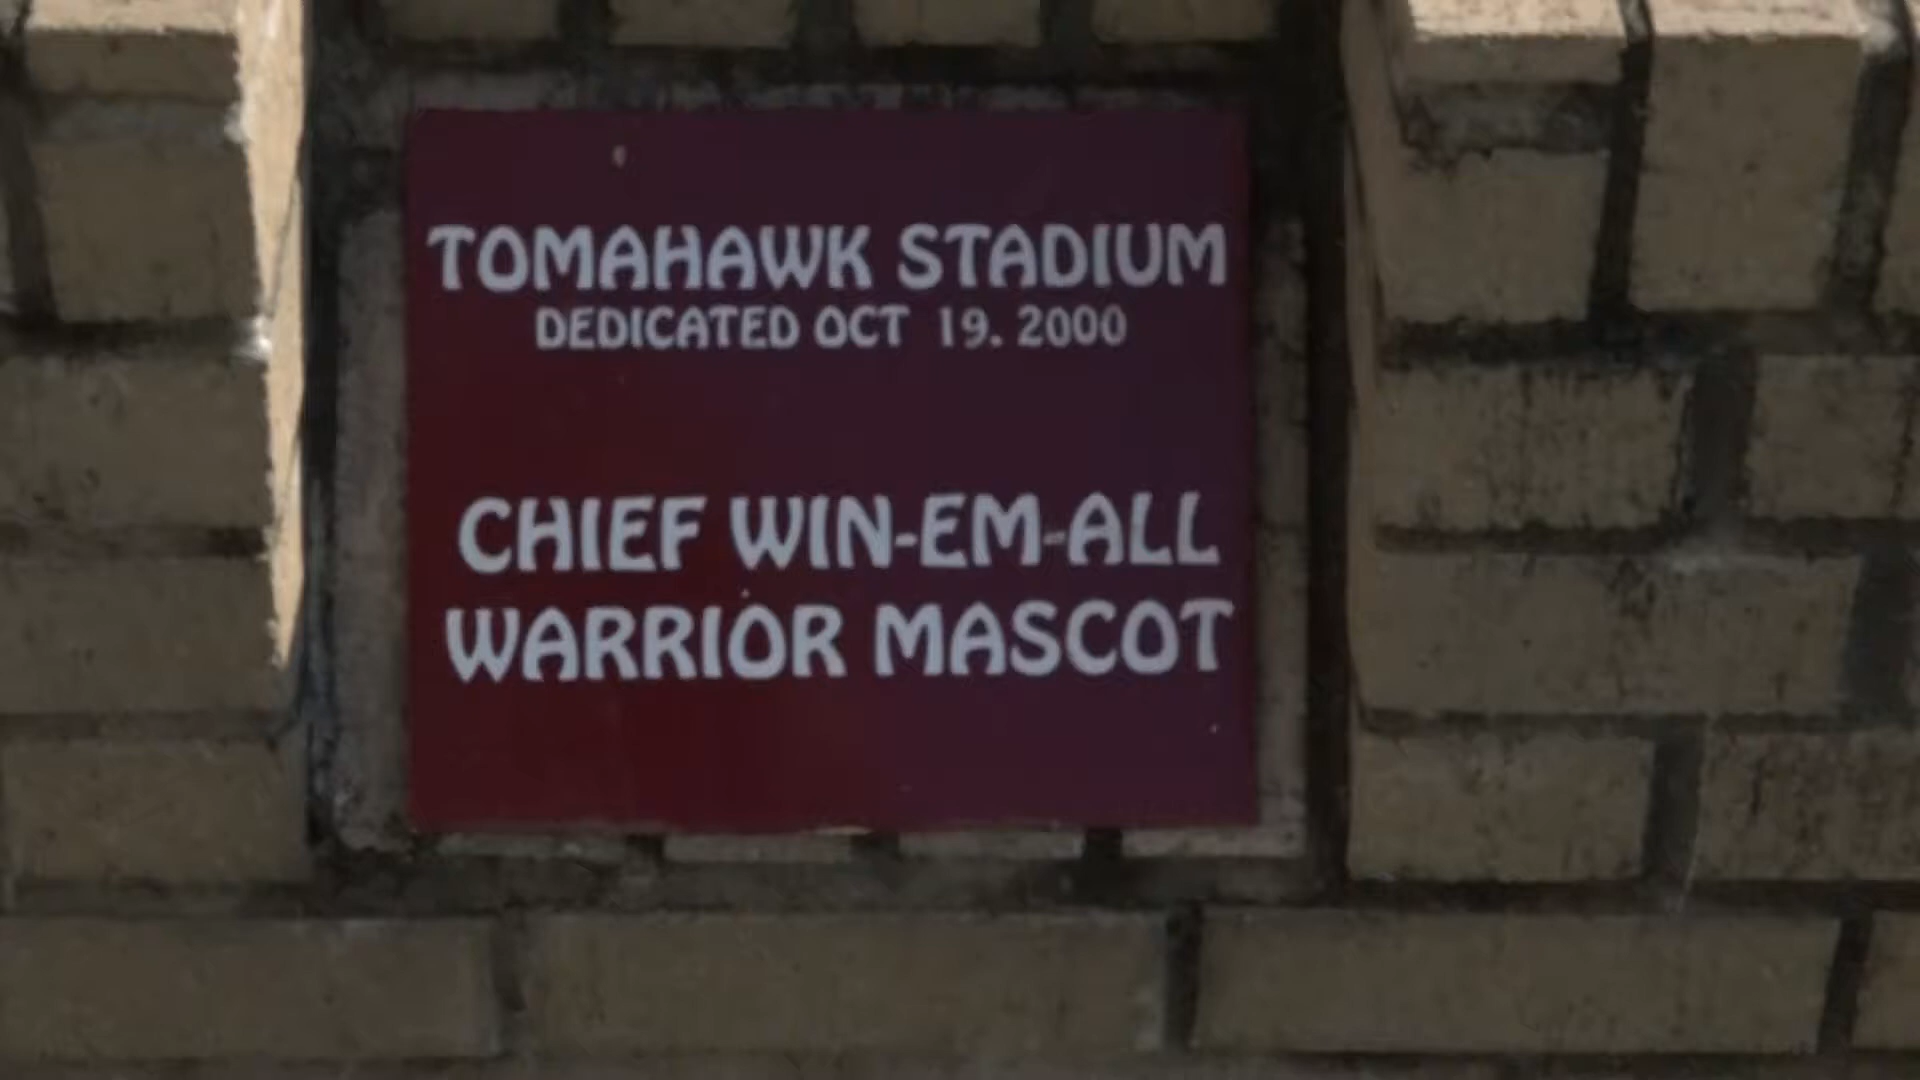 TOMAHAWK STADIUM
DEDICATED OCT 19. 2000
CHIEF WIN-EM-ALL
WARRIOR MASCOT